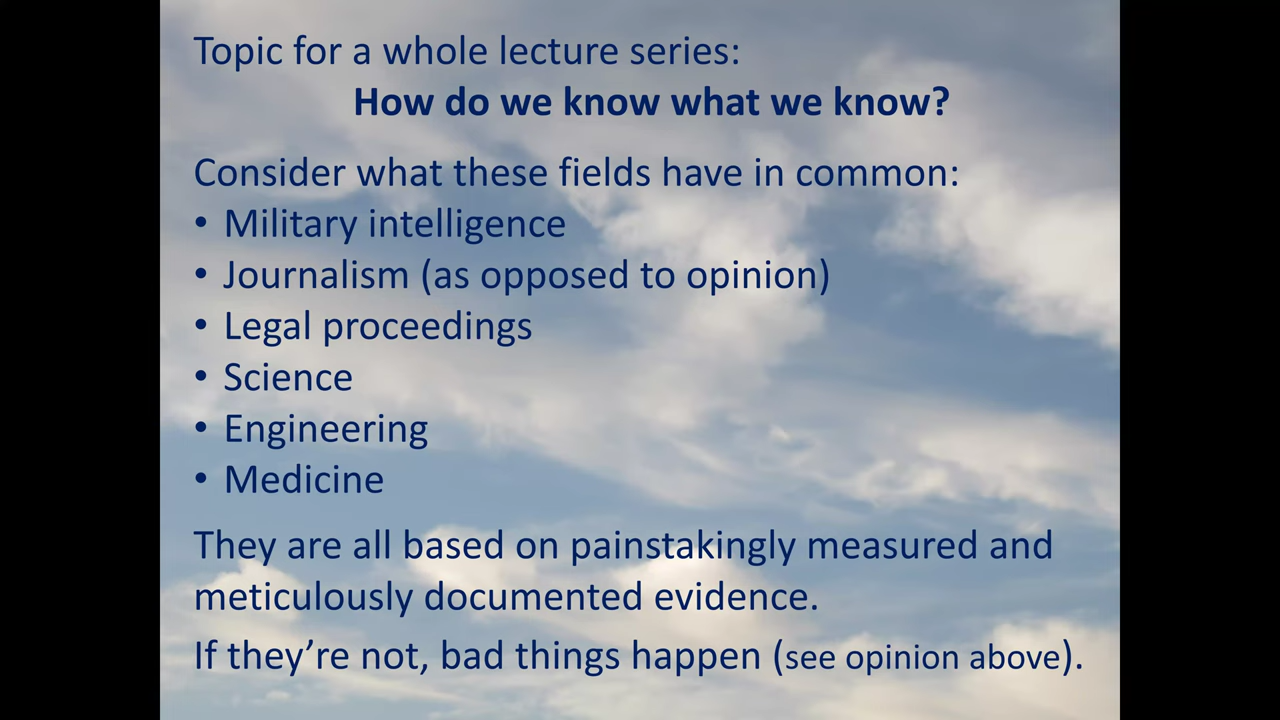 Topic for a whole lecture series:
How do we know what we know?
Consider what these fields have in common:
• Military intelligence
• Journalism (as opposed to opinion)
• Legal proceedings
• Science
• Engineering
• Medicine
They are all based on painstakingly measured and
meticulously documented evidence.
If they’re not, bad things happen (see opinion above).